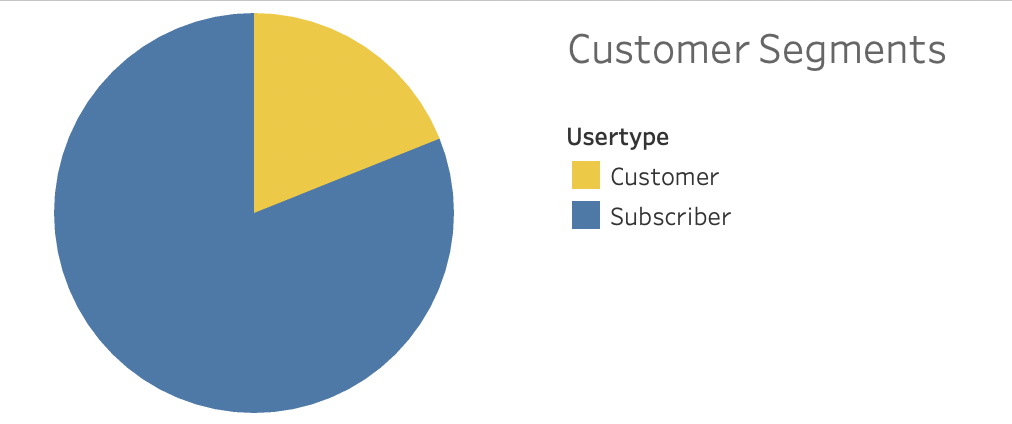 Customer Segments
Usertype
Customer
Subscriber